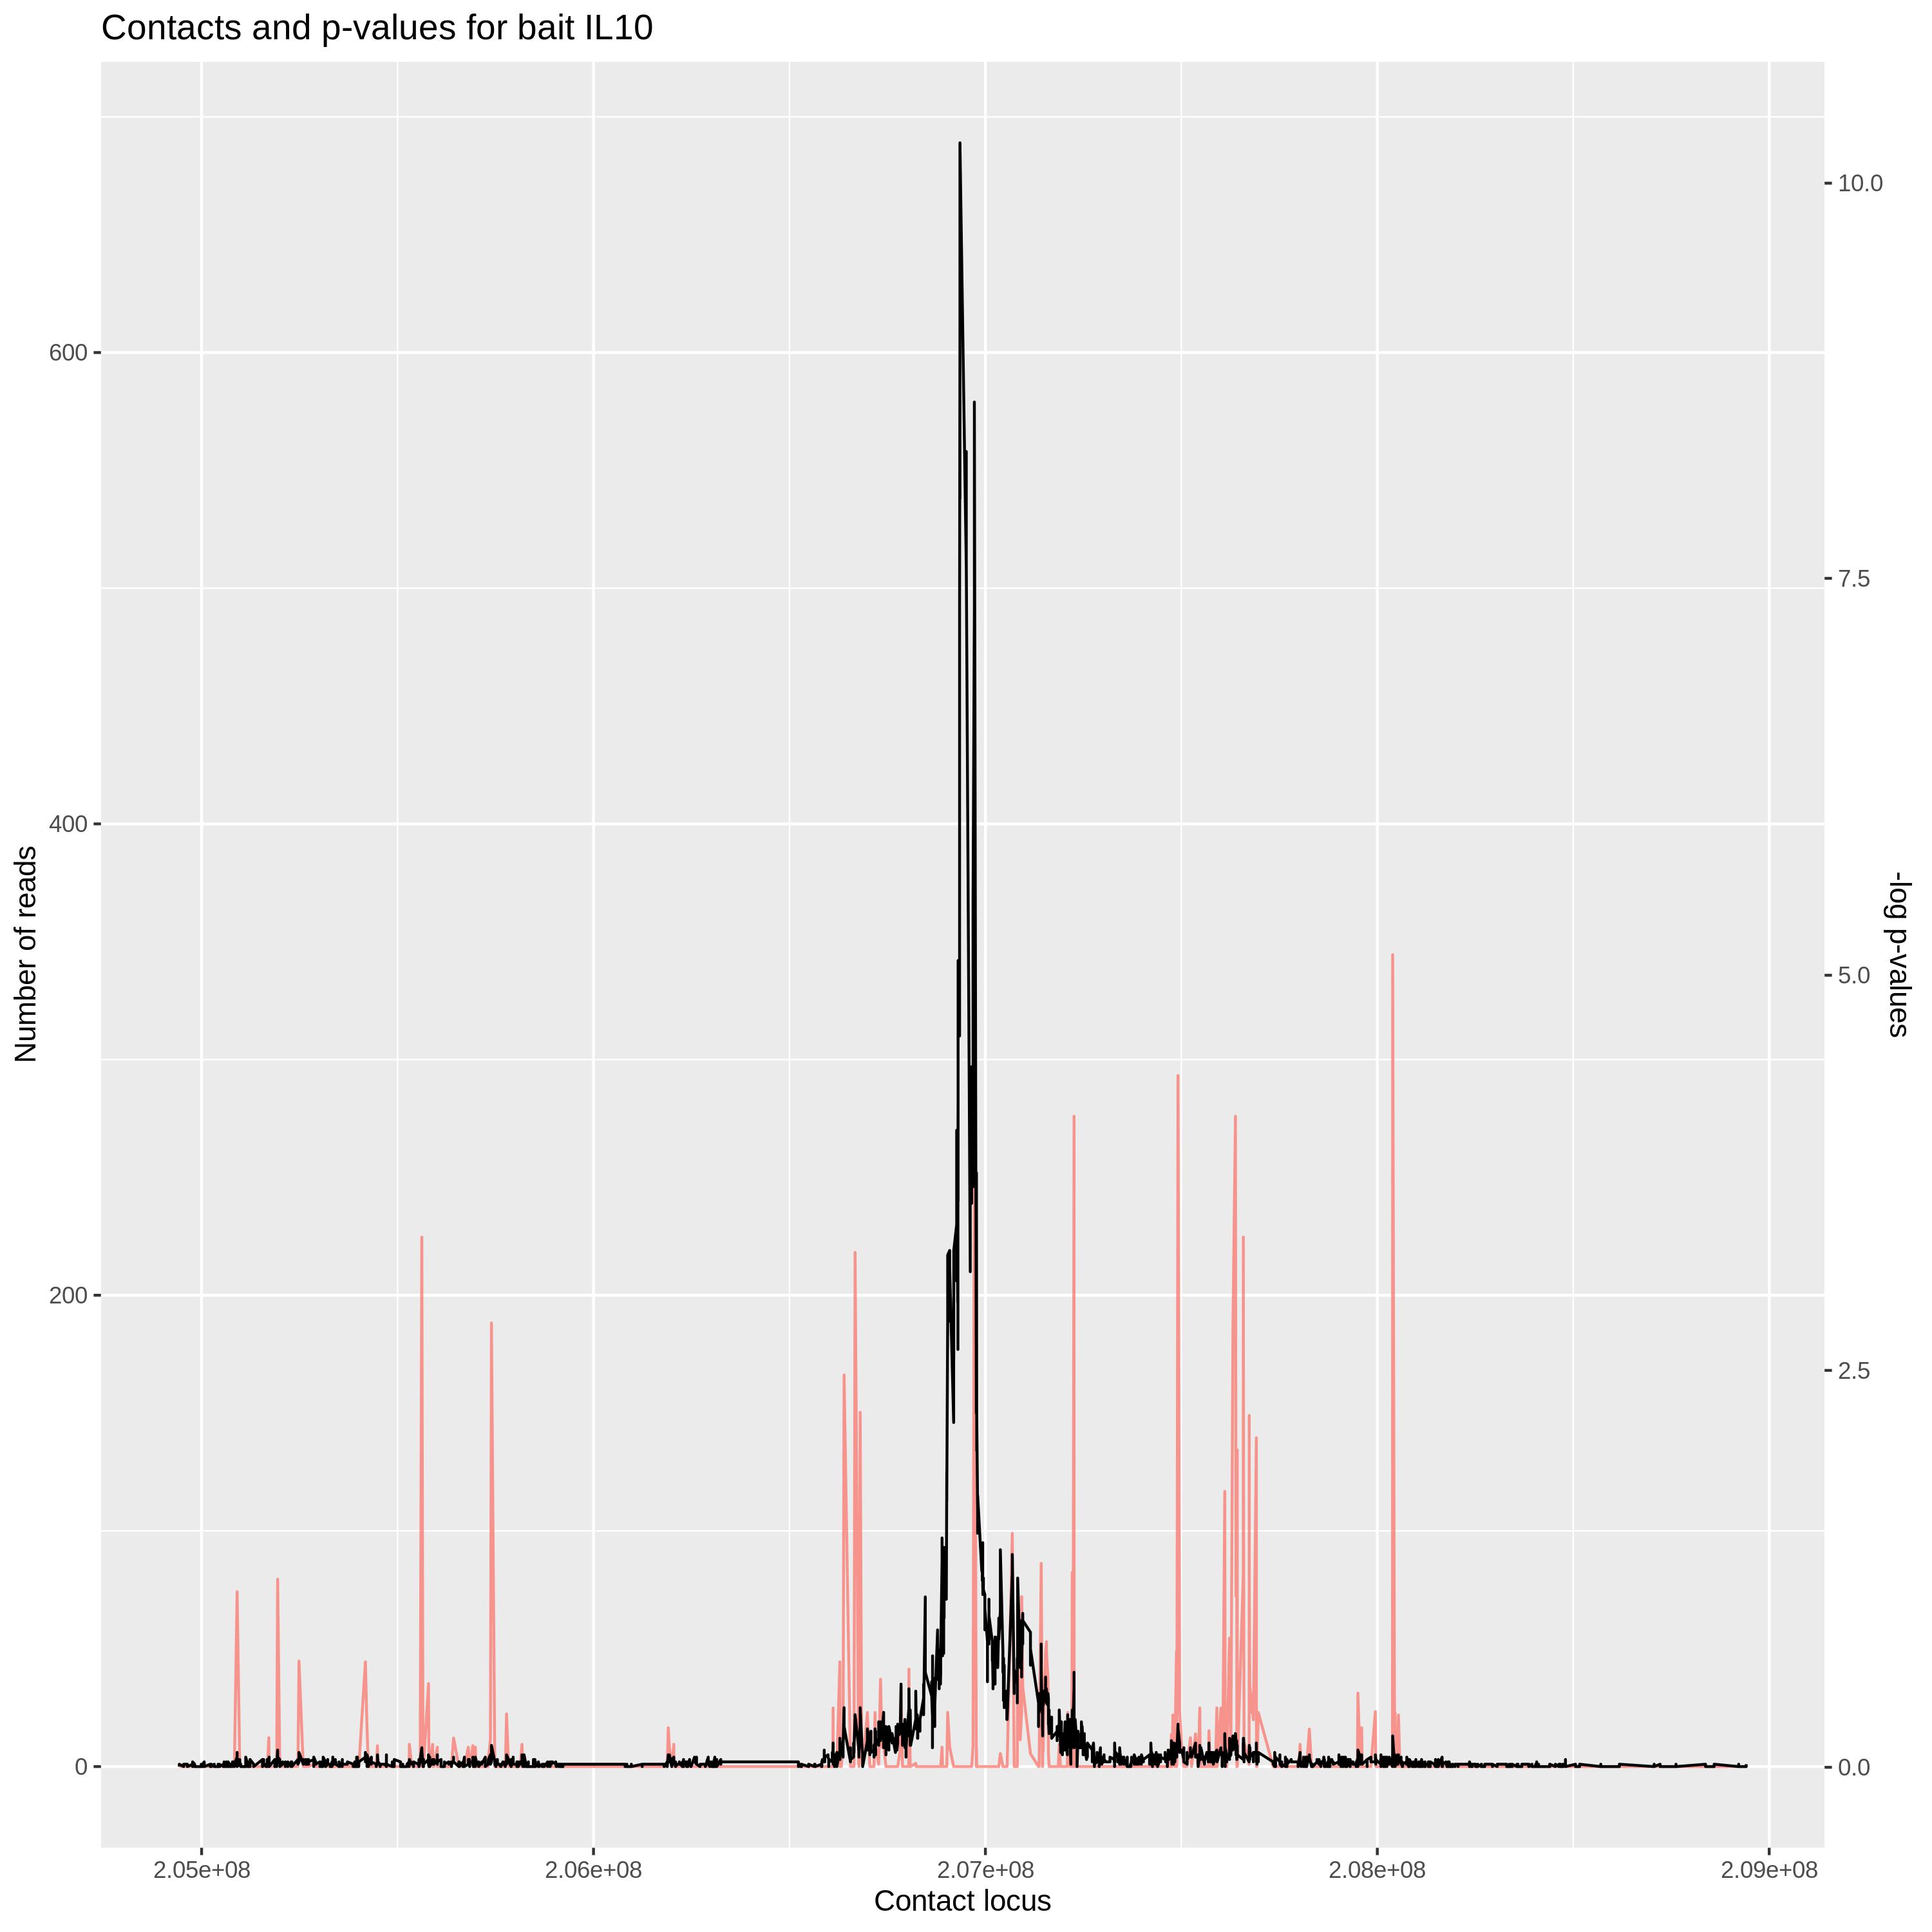 Contacts and p-values for bait IL10
10.0
600
7.5
400
Number of reads
-log p-values
5.0
200
2.5
0
0.0
2.05e+08 2.06e+08 2.07e+08 2.08e+08 2.09e+08
Contact locus